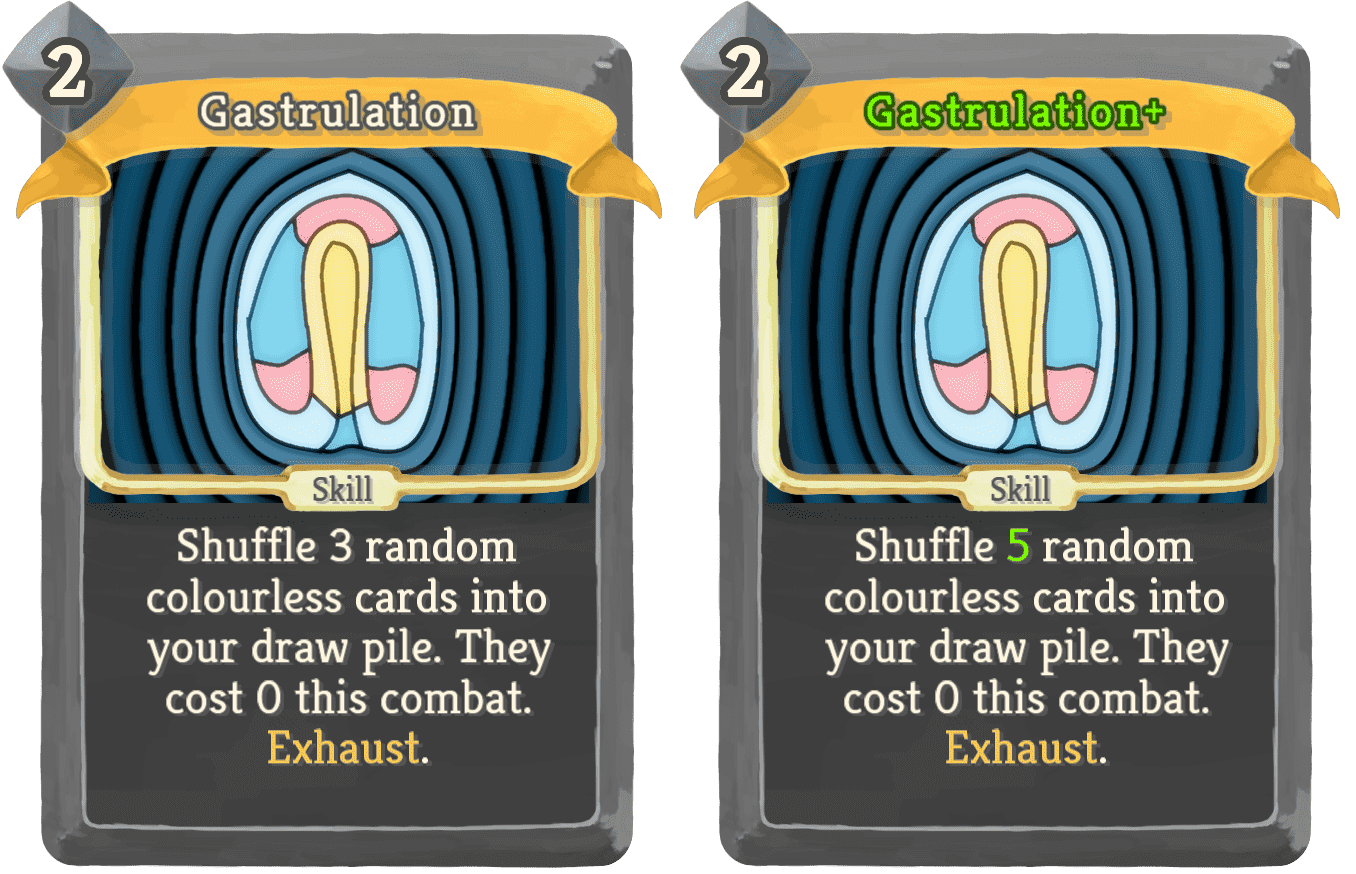 2
Gastrulation
Skill
Shuffle 3 random
colourless cards into
your draw pile. They
cost 0 this combat.
Exhaust.
2
Gastrulation+
Skill
Shuffle 5 random
colourless cards into
your draw pile. They
cost 0 this combat.
Exhaust.